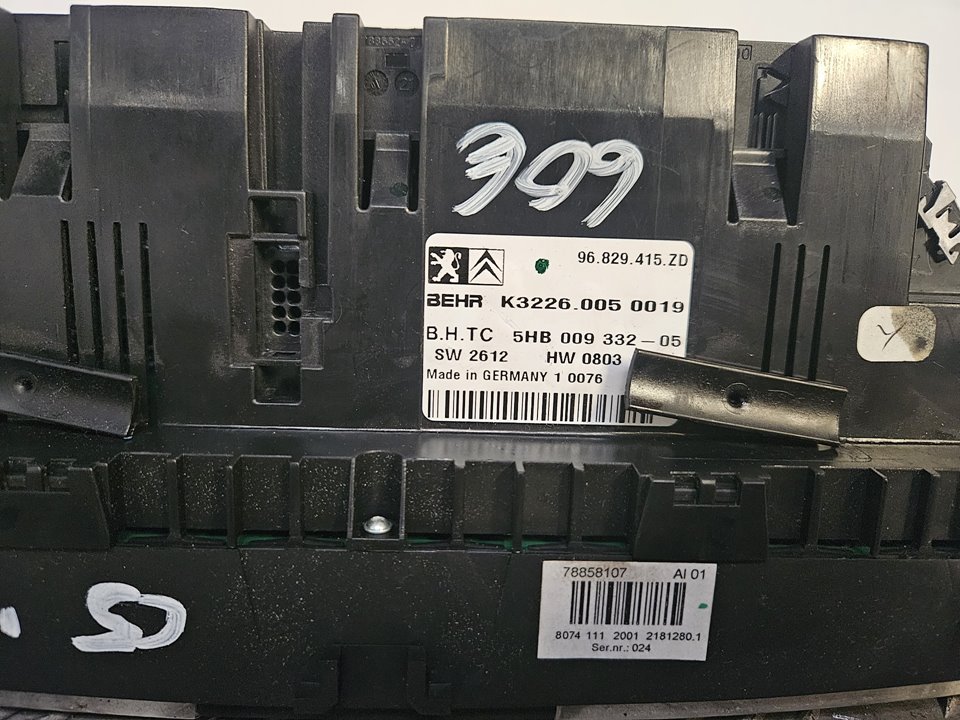 309
96.829.415.ZD
BEHR K3226.005 0019
B.H.TC 5HB 009 332-05
SW 2612 HW 0803
Made in GERMANY 1 0076
Y
78858107 AI 01
8074 111 2001 2181280.1
Ser.nr.: 024